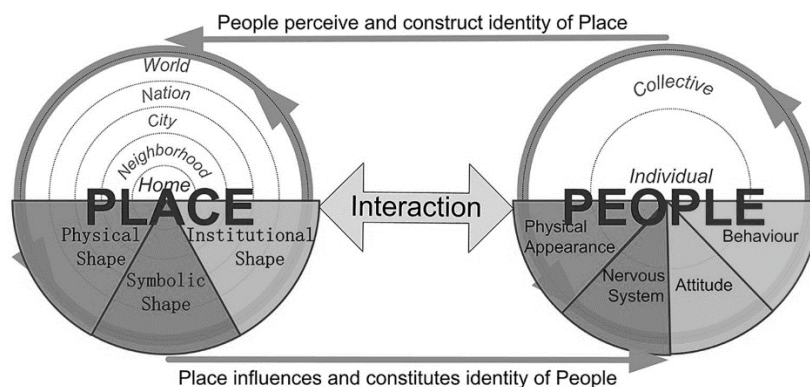 People perceive and construct identity of Place
World
Nation
City
Neighborhood
Home
PLACE
Physical
Shape
Symbolic
Shape
Institutional
Shape
Interaction
Collective
Individual
PEOPLE
Physical
Appearance
Nervous
System
Attitude
Behaviour
Place influences and constitutes identity of People